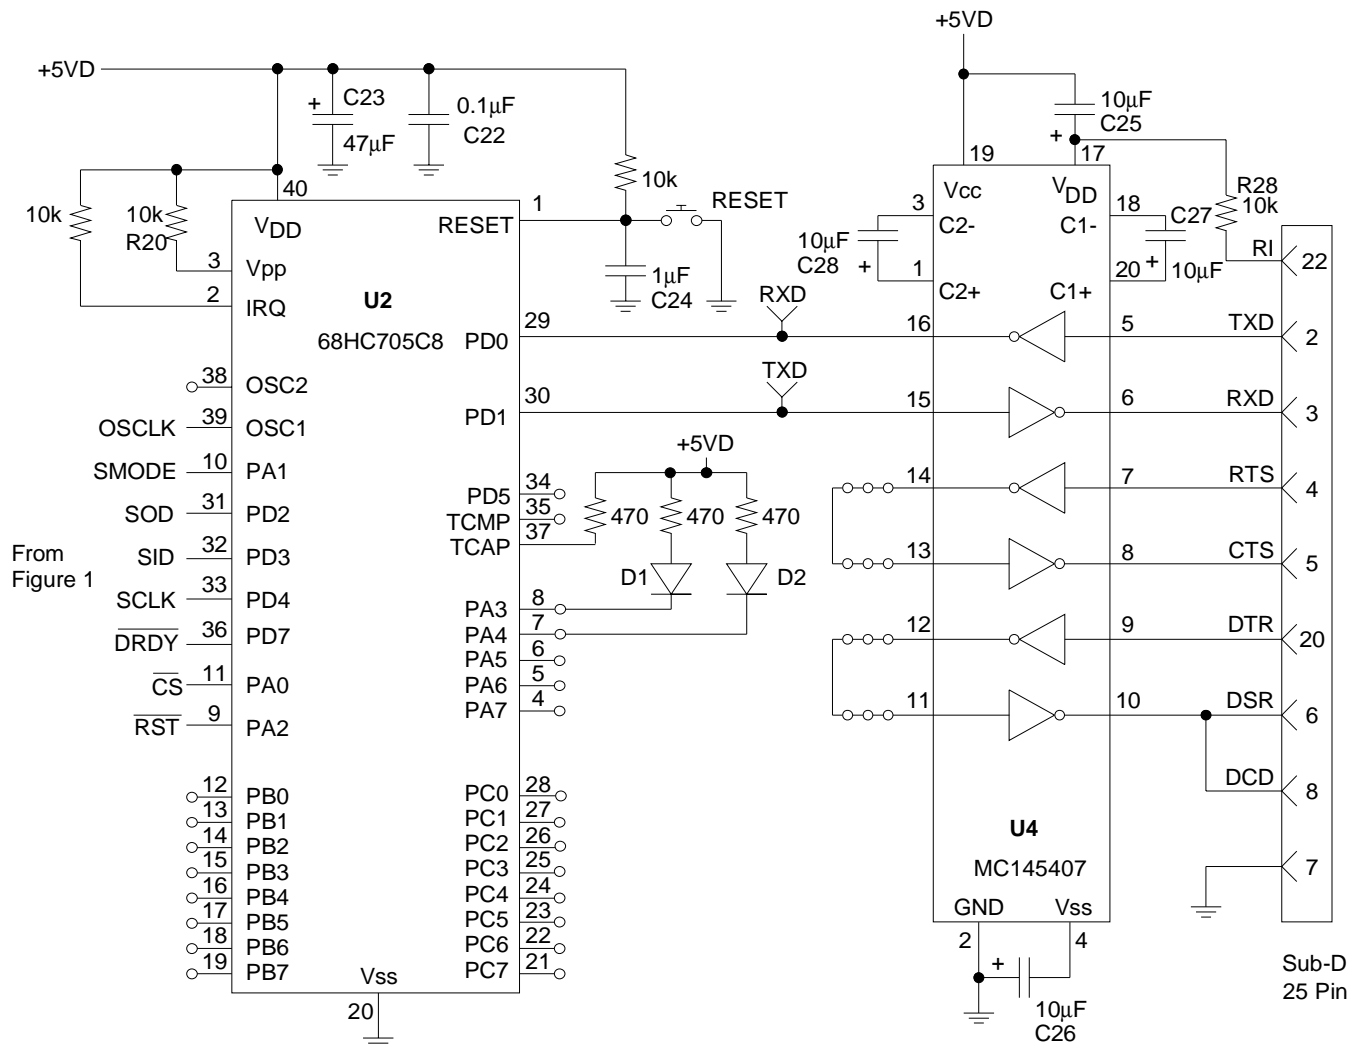 +5VD
C23
+
47µF
0.1µF
C22
10k
10k
R20
40
10k
1
RESET
RESET
1µF
C24
VDD
3
Vpp
2
IRQ
U2
68HC705C8
29
PD0
RXD
30
PD1
TXD
38
OSC2
OSCLK
39
OSC1
SMODE
10
PA1
SOD
31
PD2
SID
32
PD3
From
Figure 1
SCLK
33
PD4
DRDY
36
PD7
CS
11
PA0
RST
9
PA2
+5VD
34
PD5
35
TCMP
37
TCAP
470
470
470
D1
D2
8
PA3
7
PA4
6
PA5
5
PA6
4
PA7
12
PB0
13
PB1
14
PB2
15
PB3
16
PB4
17
PB5
18
PB6
19
PB7
28
PC0
27
PC1
26
PC2
25
PC3
24
PC4
23
PC5
22
PC6
21
PC7
Vss
20
+5VD
10µF
C25
+
19
17
Vcc
VDD
3
C2-
C1-
18
C27
10µF
C28
+
1
C2+
C1+
20
+
10µF
R28
10k
RI
22
16
5
TXD
2
15
6
RXD
3
14
7
RTS
4
13
8
CTS
5
12
9
DTR
20
11
10
DSR
6
DCD
8
7
U4
MC145407
GND
Vss
2
4
+
10µF
C26
Sub-D
25 Pin